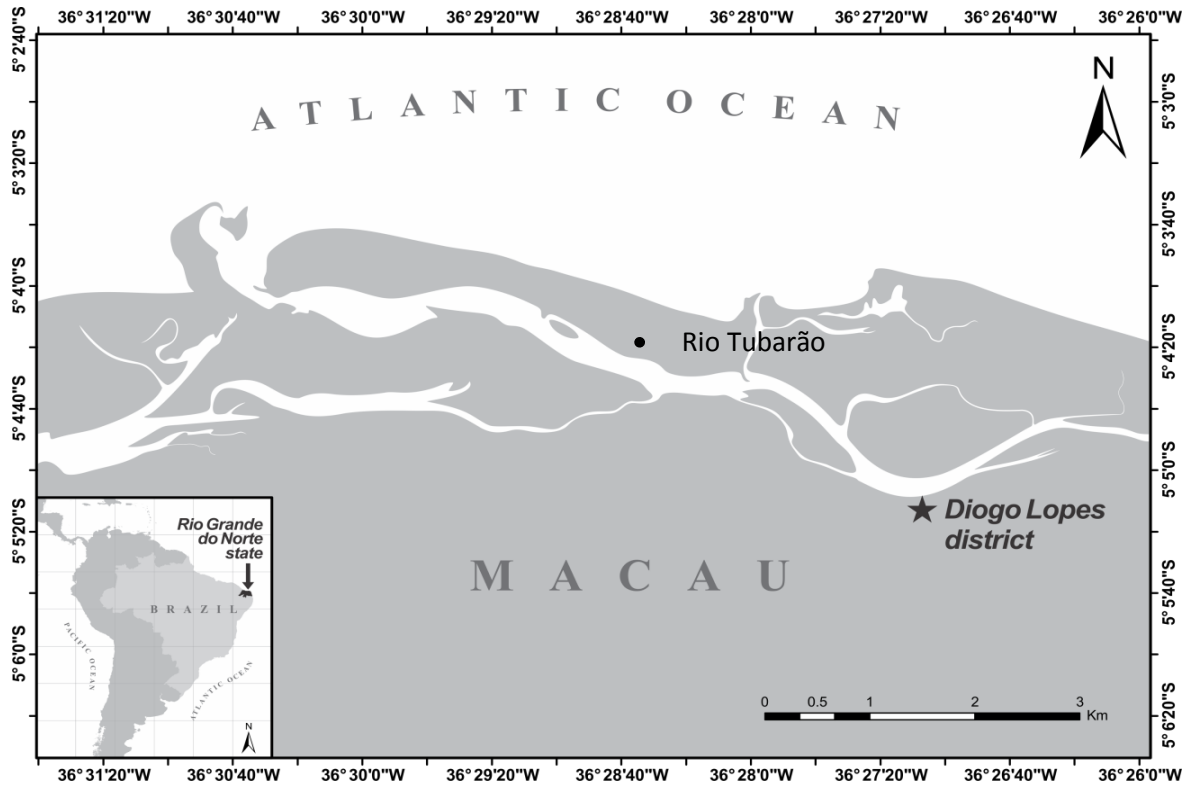 36°31'20"W 36°30'40"W 36°30'0"W 36°29'20"W 36°28'40"W 36°28'0"W 36°27'20"W 36°26'40"W 36°26'0"W
5°2'40"S
5°3'20"S
5°4'0"S
5°4'40"S
5°5'20"S
5°6'0"S
ATLANTIC OCEAN
N
Rio Tubarão
Diogo Lopes
district
MACAU
Rio Grande
do Norte
state
BRAZIL
PACIFIC OCEAN
ATLANTIC OCEAN
N
0 0.5 1 2 3
Km
5°3'0"S
5°3'40"S
5°4'20"S
5°5'0"S
5°5'40"S
5°6'20"S
36°31'20"W 36°30'40"W 36°30'0"W 36°29'20"W 36°28'40"W 36°28'0"W 36°27'20"W 36°26'40"W 36°26'0"W